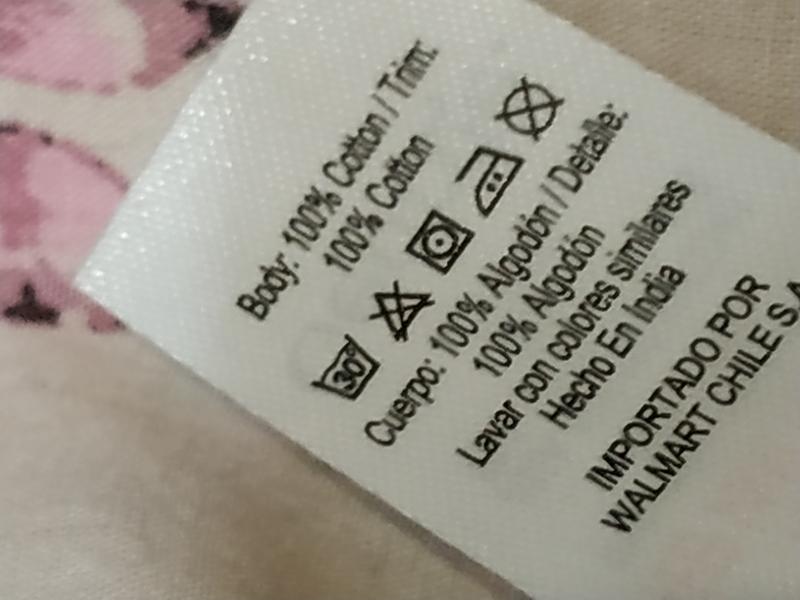 Body: 100% Cotton / Trim:
100% Cotton
30°
Cuerpo: 100% Algodón / Detalle:
100% Algodón
Lavar con colores similares
Hecho En India
IMPORTADO POR
WALMART CHILE S.A